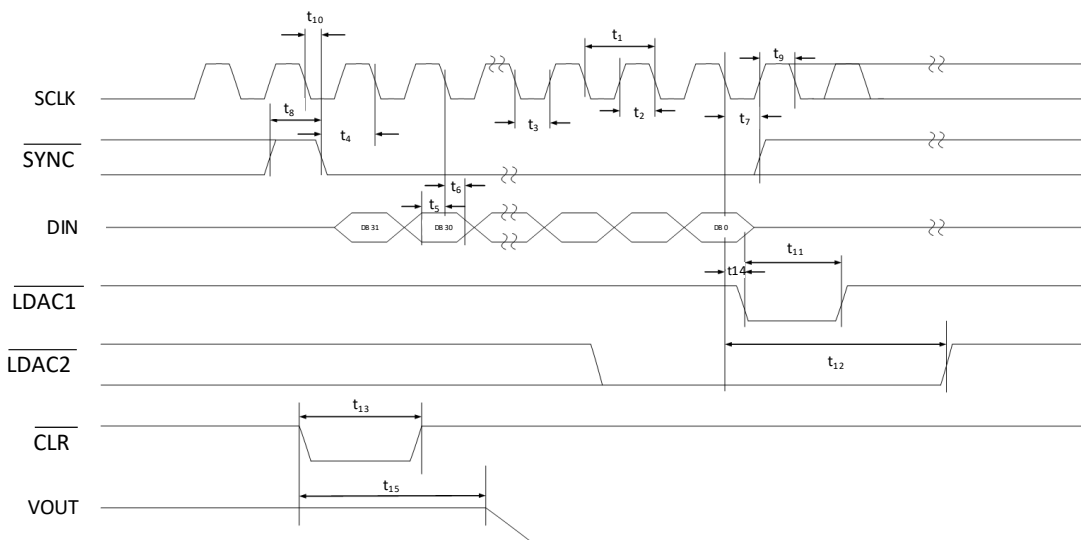 t10
t1
t9
SCLK
t8
t4
t3
t2
t7
SYNC
t6
t5
DIN
DB 31
DB 30
DB 0
t11
t14
LDAC1
LDAC2
t12
t13
CLR
t15
VOUT